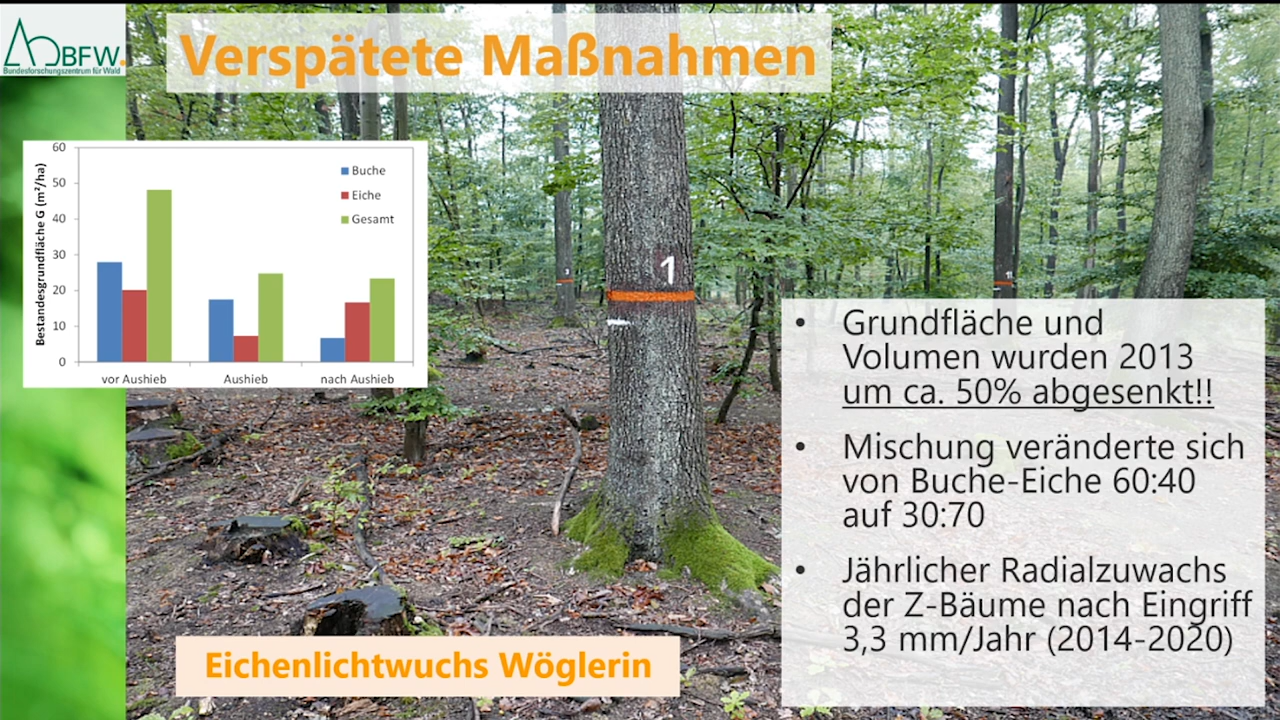 BFW.
Bundesforschungszentrum für Wald
Verspätete Maßnahmen
Bestandesgrundfläche G (m²/ha)
60
50
40
30
20
10
0
Buche
Eiche
Gesamt
vor Aushieb
Aushieb
nach Aushieb
1
• Grundfläche und
Volumen wurden 2013
um ca. 50% abgesenkt!!
• Mischung veränderte sich
von Buche-Eiche 60:40
auf 30:70
• Jährlicher Radialzuwachs
der Z-Bäume nach Eingriff
3,3 mm/Jahr (2014-2020)
Eichenlichtwuchs Wöglerin